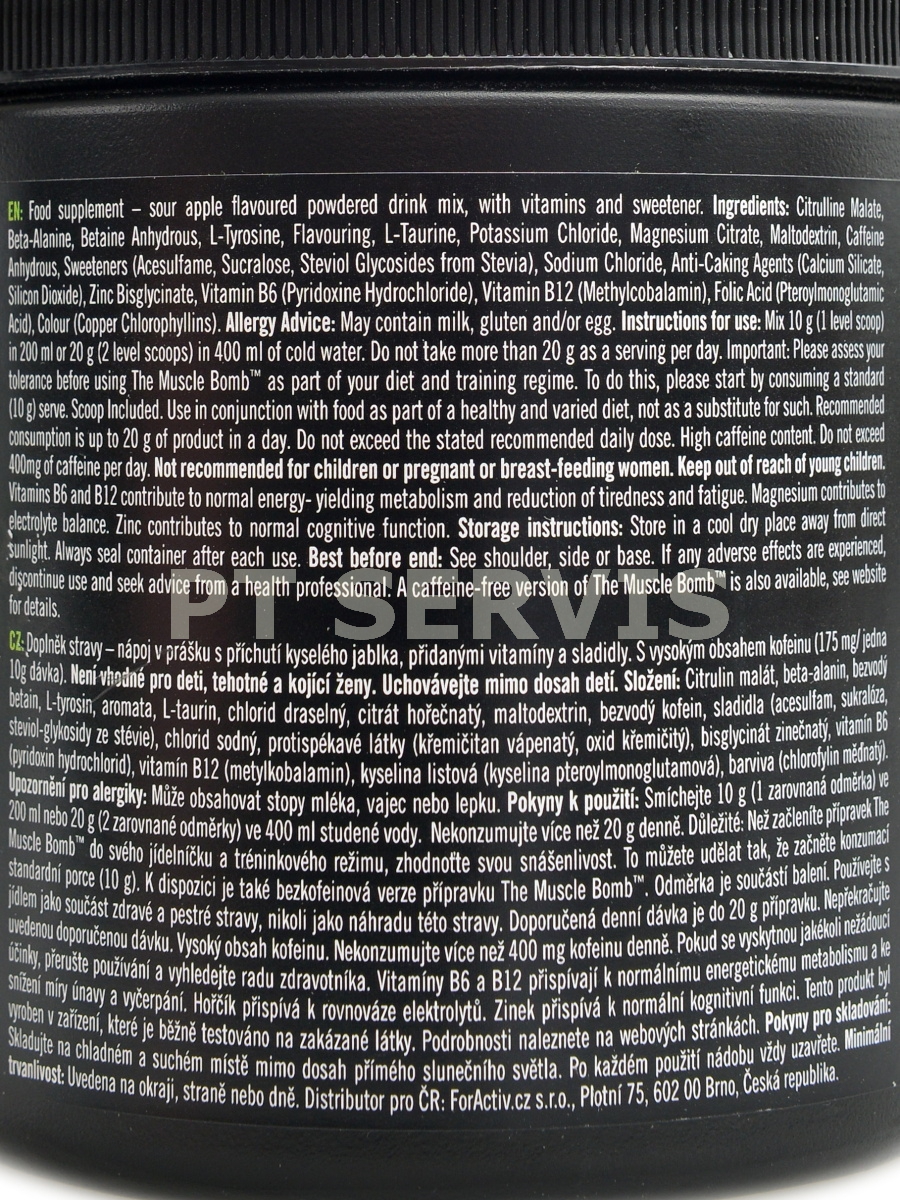 EN: Food supplement – sour apple flavoured powdered drink mix, with vitamins and sweetener. Ingredients: Citrulline Malate,
Beta-Alanine, Betaine Anhydrous, L-Tyrosine, Flavouring, L-Taurine, Potassium Chloride, Magnesium Citrate, Maltodextrin, Caffeine
Anhydrous, Sweeteners (Acesulfame, Sucralose, Steviol Glycosides from Stevia), Sodium Chloride, Anti-Caking Agents (Calcium Silicate,
Silicon Dioxide), Zinc Bisglycinate, Vitamin B6 (Pyridoxine Hydrochloride), Vitamin B12 (Methylcobalamin), Folic Acid (Pteroylmonoglutamic
Acid), Colour (Copper Chlorophyllins). Allergy Advice: May contain milk, gluten and/or egg. Instructions for use: Mix 10 g (1 level scoop)
in 200 ml or 20 g (2 level scoops) in 400 ml of cold water. Do not take more than 20 g as a serving per day. Important: Please assess your
tolerance before using The Muscle Bomb™ as part of your diet and training regime. To do this, please start by consuming a standard
(10 g) serve. Scoop Included. Use in conjunction with food as part of a healthy and varied diet, not as a substitute for such. Recommended
consumption is up to 20 g of product in a day. Do not exceed the stated recommended daily dose. High caffeine content. Do not exceed
400mg of caffeine per day. Not recommended for children or pregnant or breast-feeding women. Keep out of reach of young children.
Vitamins B6 and B12 contribute to normal energy- yielding metabolism and reduction of tiredness and fatigue. Magnesium contributes to
electrolyte balance. Zinc contributes to normal cognitive function. Storage instructions: Store in a cool dry place away from direct
sunlight. Always seal container after each use. Best before end: See shoulder, side or base. If any adverse effects are experienced,
discontinue use and seek advice from a health professional. A caffeine-free version of The Muscle Bomb™ is also available, see website
for details.
PT SERVIS
CZ: Doplněk stravy – nápoj v prášku s příchutí kyselého jablka, přidanými vitamíny a sladidly. S vysokým obsahem kofeinu (175 mg/ jedna
10g dávka). Není vhodné pro deti, tehotné a kojící ženy. Uchovávejte mimo dosah detí. Složení: Citrulin malát, beta-alanin, bezvodý
betain, L-tyrosin, aromata, L-taurin, chlorid draselný, citrát hořečnatý, maltodextrin, bezvodý kofein, sladidla (acesulfam, sukralóza,
steviol-glykosidy ze stévie), chlorid sodný, protispékavé látky (křemičitan vápenatý, oxid křemičitý), bisglycinát zinečnatý, vitamín B6
(pyridoxin hydrochlorid), vitamín B12 (metylkobalamin), kyselina listová (kyselina pteroylmonoglutamová), barviva (chlorofylin mědnatý).
Upozornění pro alergiky: Může obsahovat stopy mléka, vajec nebo lepku. Pokyny k použití: Smíchejte 10 g (1 zarovnaná odměrka) ve
200 ml nebo 20 g (2 zarovnané odměrky) ve 400 ml studené vody. Nekonzumujte více než 20 g denně. Důležité: Než začleníte přípravek The
Muscle Bomb™ do svého jídelníčku a tréninkového režimu, zhodnoťte svou snášenlivost. To můžete udělat tak, že začněte konzumací
standardní porce (10 g). K dispozici je také bezkofeinová verze přípravku The Muscle Bomb™. Odměrka je součástí balení. Používejte s
jídlem jako součást zdravé a pestré stravy, nikoli jako náhradu této stravy. Doporučená denní dávka je do 20 g přípravku. Nepřekračujte
uvedenou doporučenou dávku. Vysoký obsah kofeinu. Nekonzumujte více než 400 mg kofeinu denně. Pokud se vyskytnou jakékoli nežádoucí
účinky, přerušte používání a vyhledejte radu zdravotníka. Vitamíny B6 a B12 přispívají k normálnímu energetickému metabolismu a ke
snížení míry únavy a vyčerpání. Hořčík přispívá k rovnováze elektrolytů. Zinek přispívá k normální kognitivní funkci. Tento produkt byl
vyroben v zařízení, které je běžně testováno na zakázané látky. Podrobnosti naleznete na webových stránkách. Pokyny pro skladování:
Skladujte na chladném a suchém místě mimo dosah přímého slunečního světla. Po každém použití nádobu vždy uzavřete. Minimální
trvanlivost: Uvedena na okraji, straně nebo dně. Distributor pro ČR: ForActiv.cz s.r.o., Plotní 75, 602 00 Brno, Česká republika.